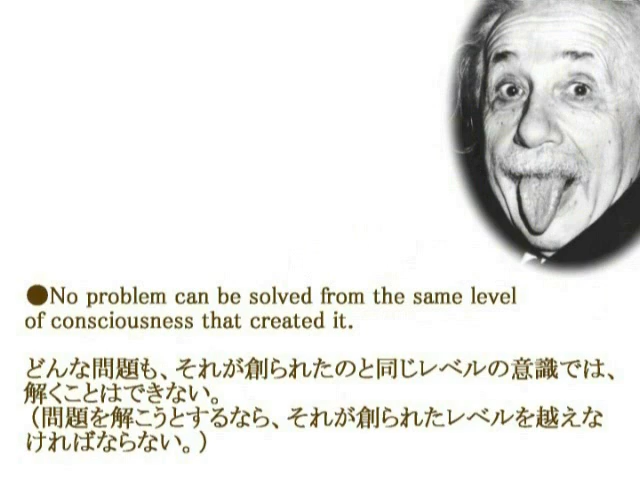 ●No problem can be solved from the same level
of consciousness that created it.
どんな問題も、それが創られたのと同じレベルの意識では、
解くことはできない。
（問題を解こうとするなら、それが創られたレベルを越えな
ければならない。）